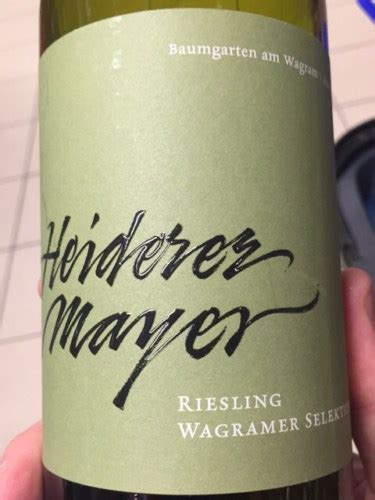 Baumgarten am Wagram
Heiderer
Mayer
RIESLING
WAGRAMER